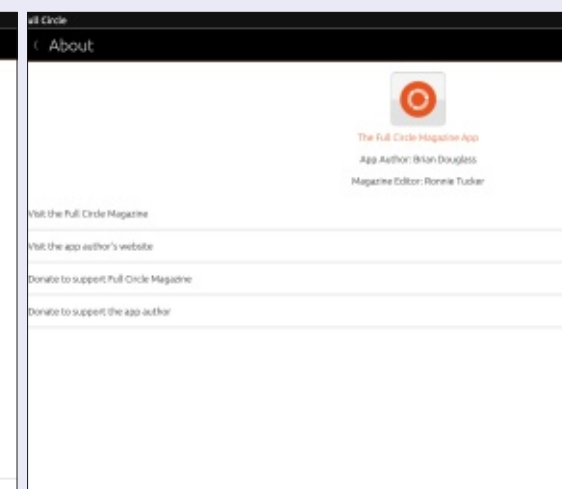 ull Circle
About
The Full Circle Magazine App
App Author: Brian Douglass
Magazine Editor: Ronnie Tucker
Visit the Full Circle Magazine
Visit the app author's website
Donate to support Full Circle Magazine
Donate to support the app author